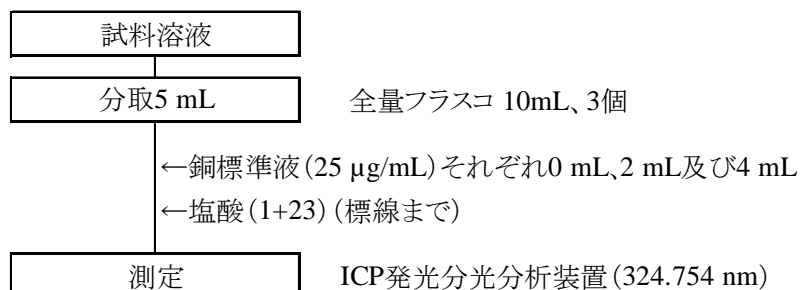 試料溶液
分取5 mL 全量フラスコ 10mL、3個
←銅標準液(25 µg/mL)それぞれ0 mL、2 mL及び4 mL
←塩酸(1+23)(標線まで)
測定 ICP発光分光分析装置(324.754 nm)